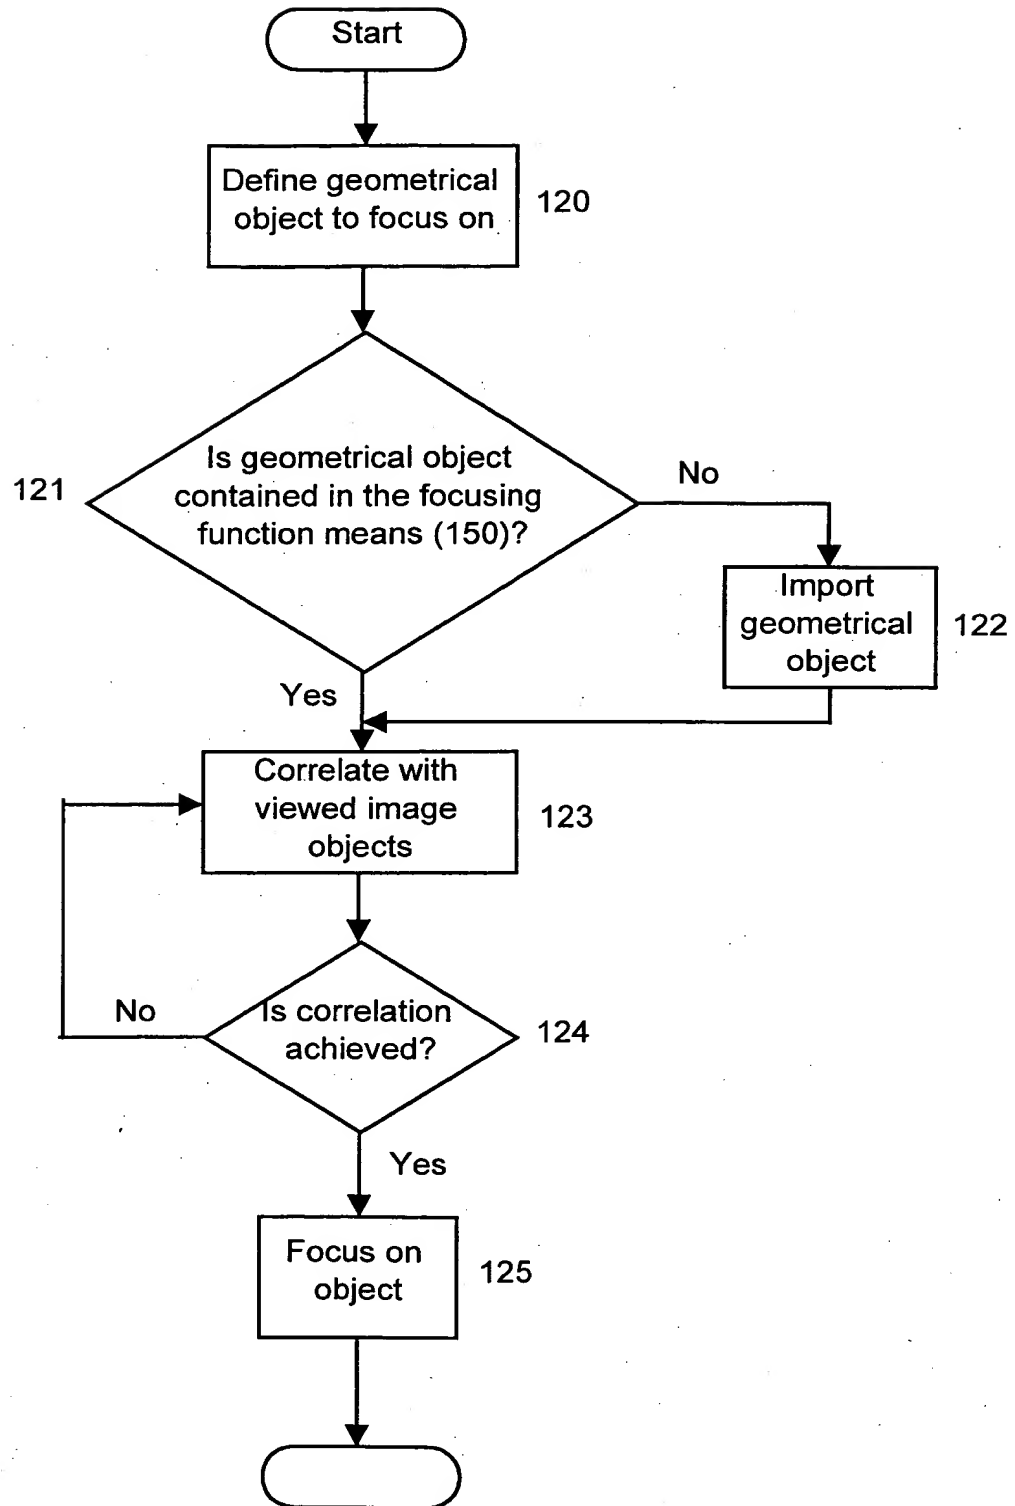 Start
Define geometrical
object to focus on
120
Is geometrical object
contained in the focusing
function means (150)?
121
No
Import
geometrical
object
122
Yes
Correlate with
viewed image
objects
123
Is correlation
achieved?
124
No
Yes
Focus on
object
125